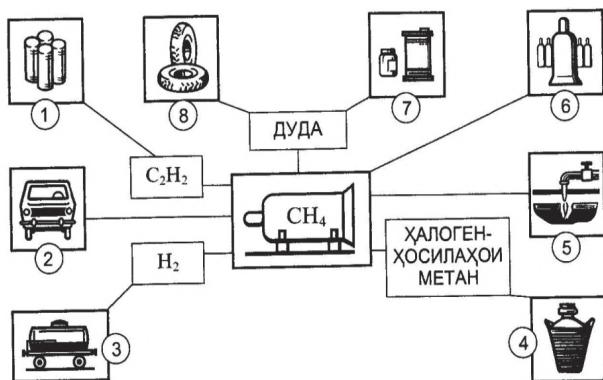 1
8
7
6
ДУДА
C₂H₂
CH₄
2
5
H₂
ҲАЛОГЕН-
ҲОСИЛАҲОИ
МЕТАН
3
4